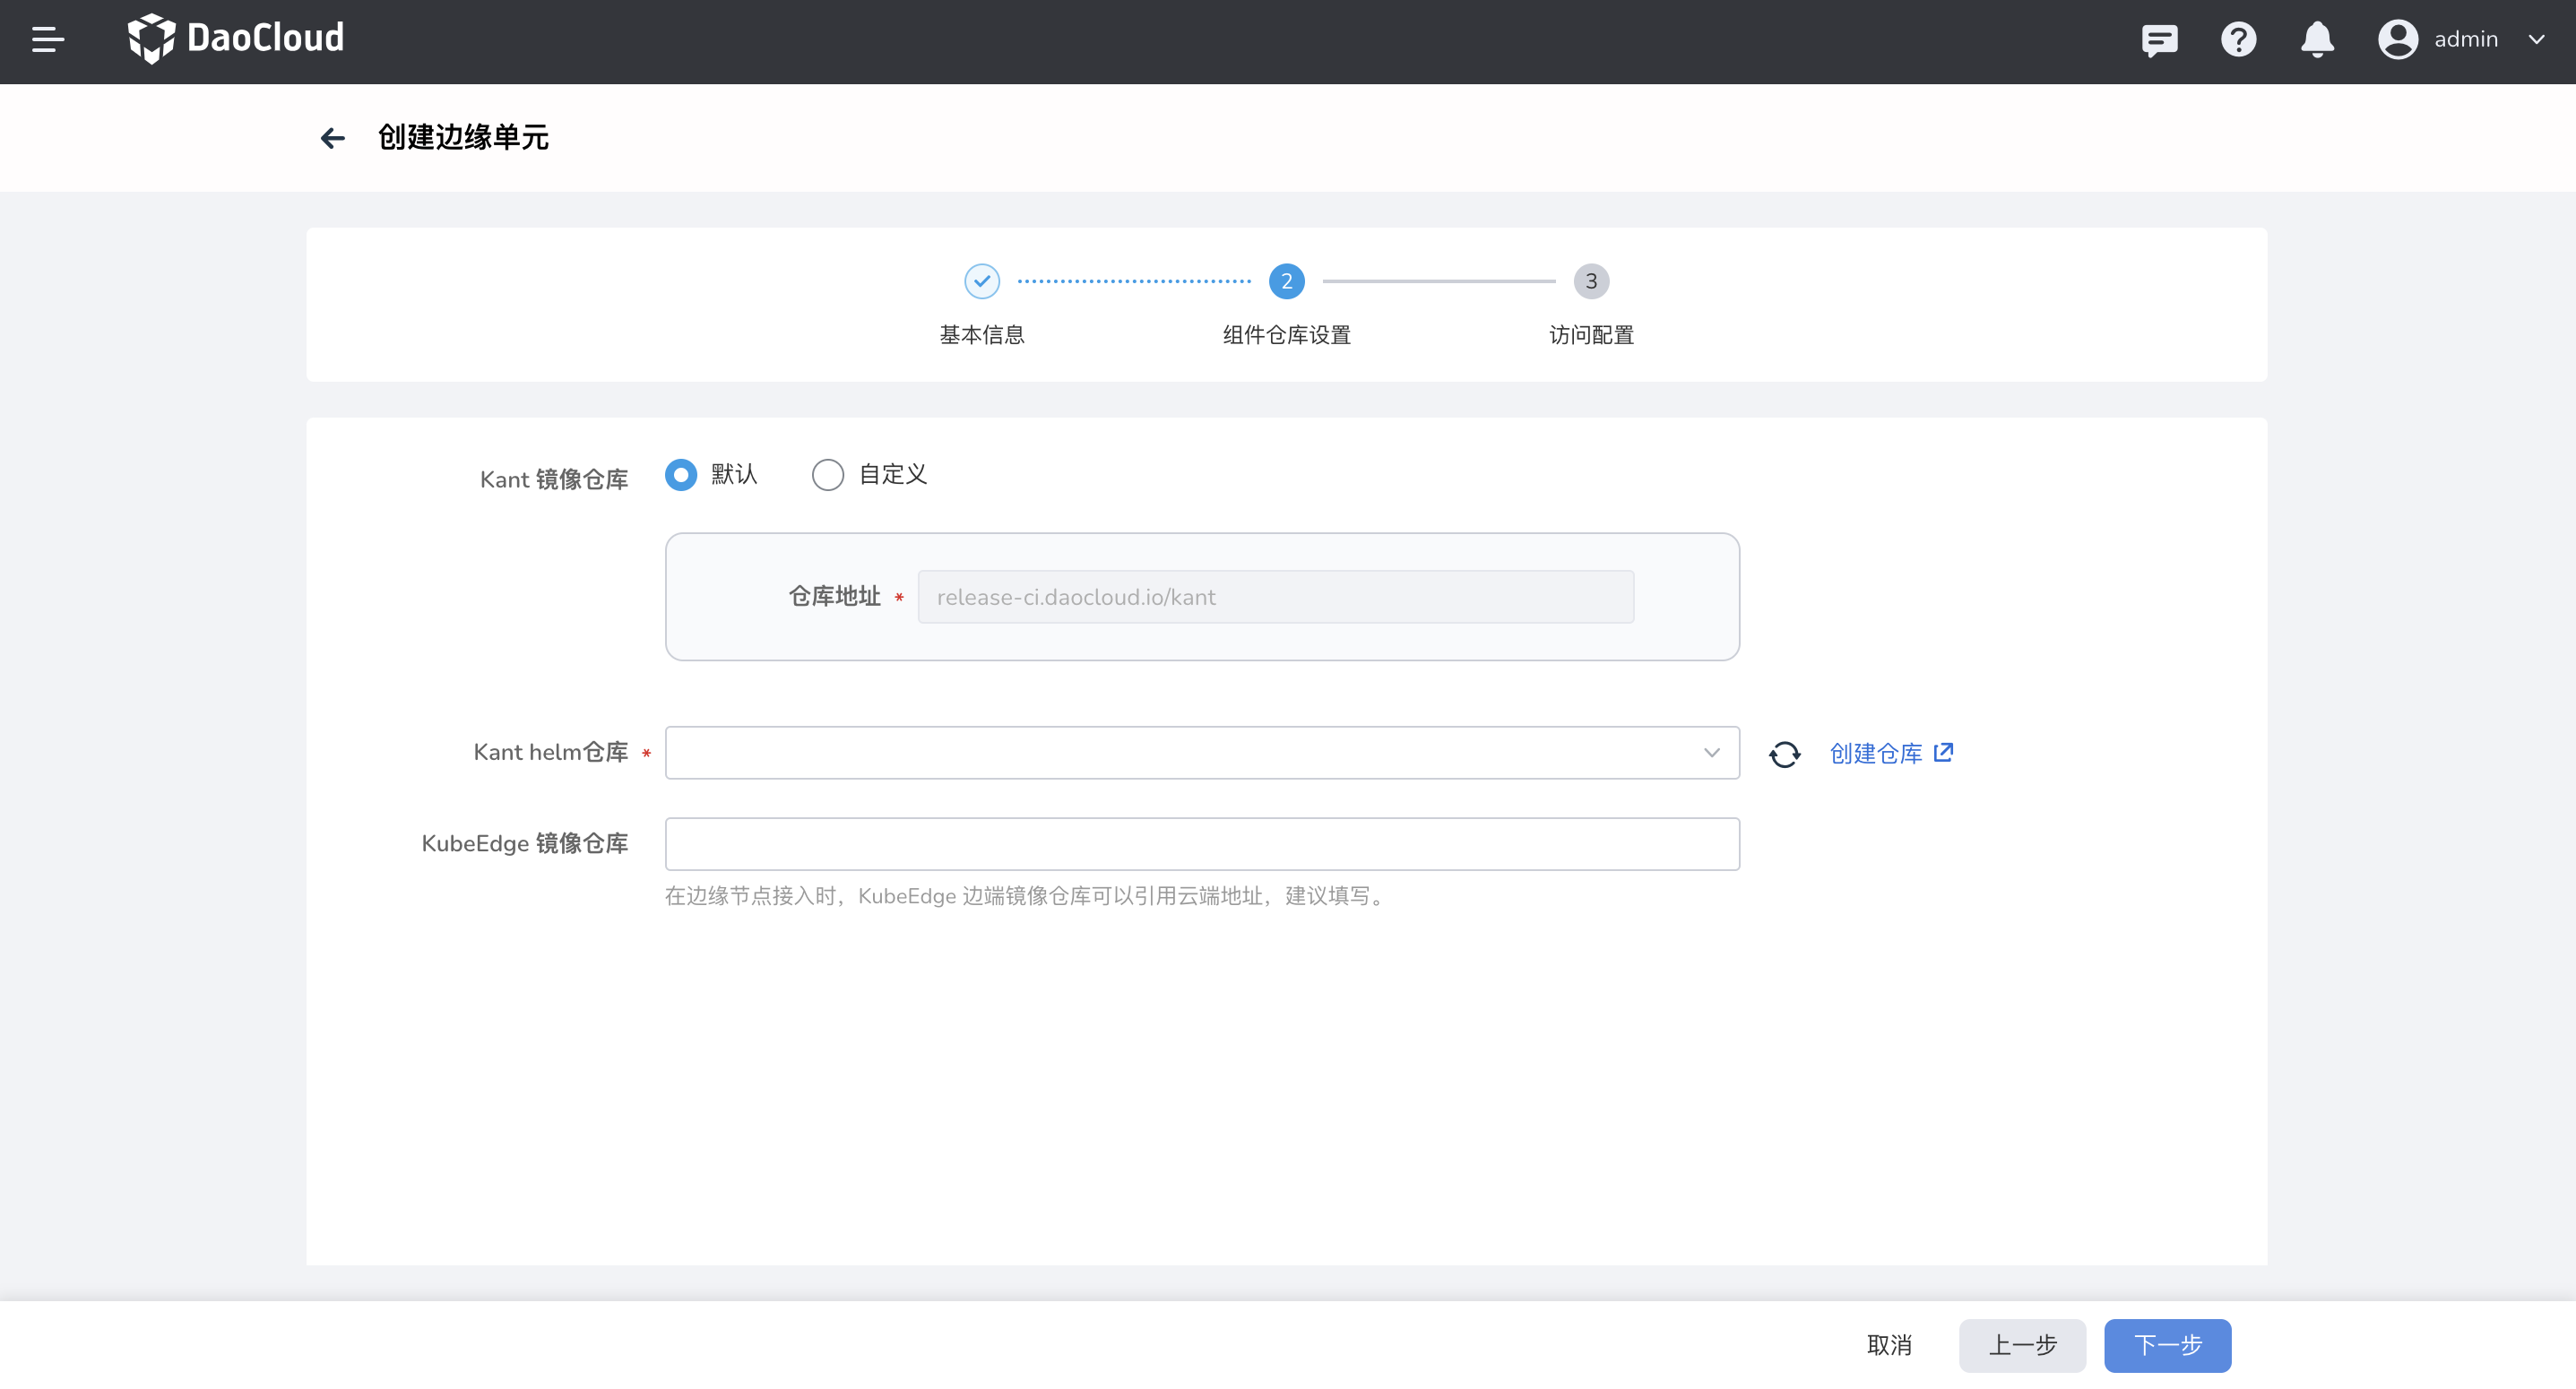 DaoCloud
admin
创建边缘单元
2
3
基本信息
组件仓库设置
访问配置
Kant 镜像仓库
默认
自定义
仓库地址 *
release-ci.daocloud.io/kant
Kant helm仓库 *
创建仓库
KubeEdge 镜像仓库
在边缘节点接入时，KubeEdge 边端镜像仓库可以引用云端地址，建议填写。
取消
上一步
下一步